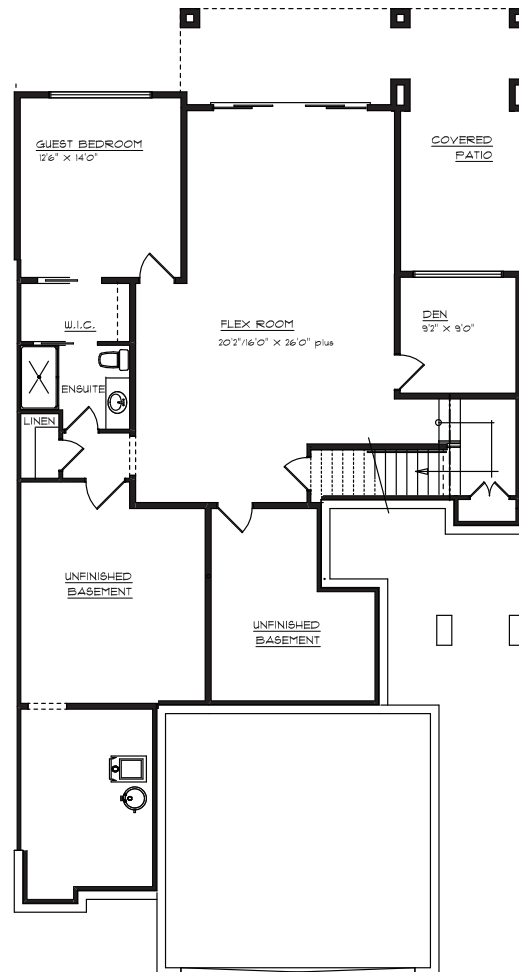 GUEST BEDROOM
12'6" X 14'0"
COVERED
PATIO
W.I.C.
FLEX ROOM
20'2"/16'0" X 26'0" plus
DEN
9'2" X 9'0"
ENSUITE
LINEN
UNFINISHED
BASEMENT
UNFINISHED
BASEMENT